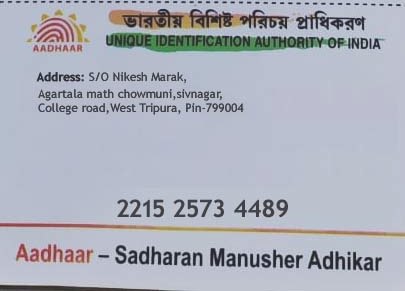 ভারতীয় বিশিষ্ট পরিচয় প্রাধিকরণ
UNIQUE IDENTIFICATION AUTHORITY OF INDIA
AADHAAR
Address: S/O Nikesh Marak,
Agartala math chowmuni,sivnagar,
College road,West Tripura, Pin-799004
2215 2573 4489
Aadhaar – Sadharan Manusher Adhikar